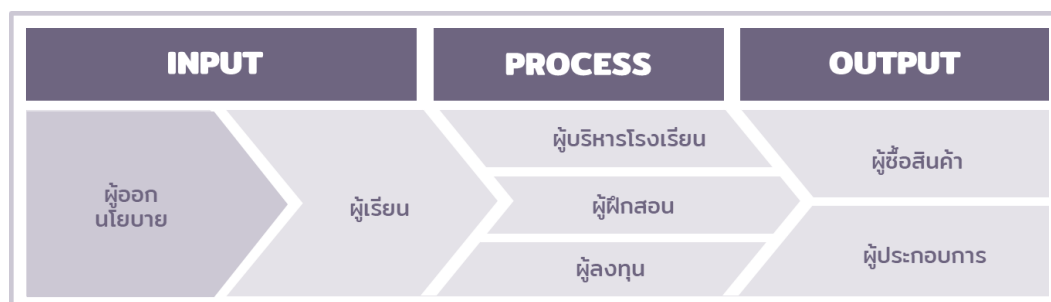 INPUT
PROCESS
OUTPUT
ผู้ออก
นโยบาย
ผู้เรียน
ผู้บริหารโรงเรียน
ผู้ฝึกสอน
ผู้ลงทุน
ผู้ซื้อสินค้า
ผู้ประกอบการ